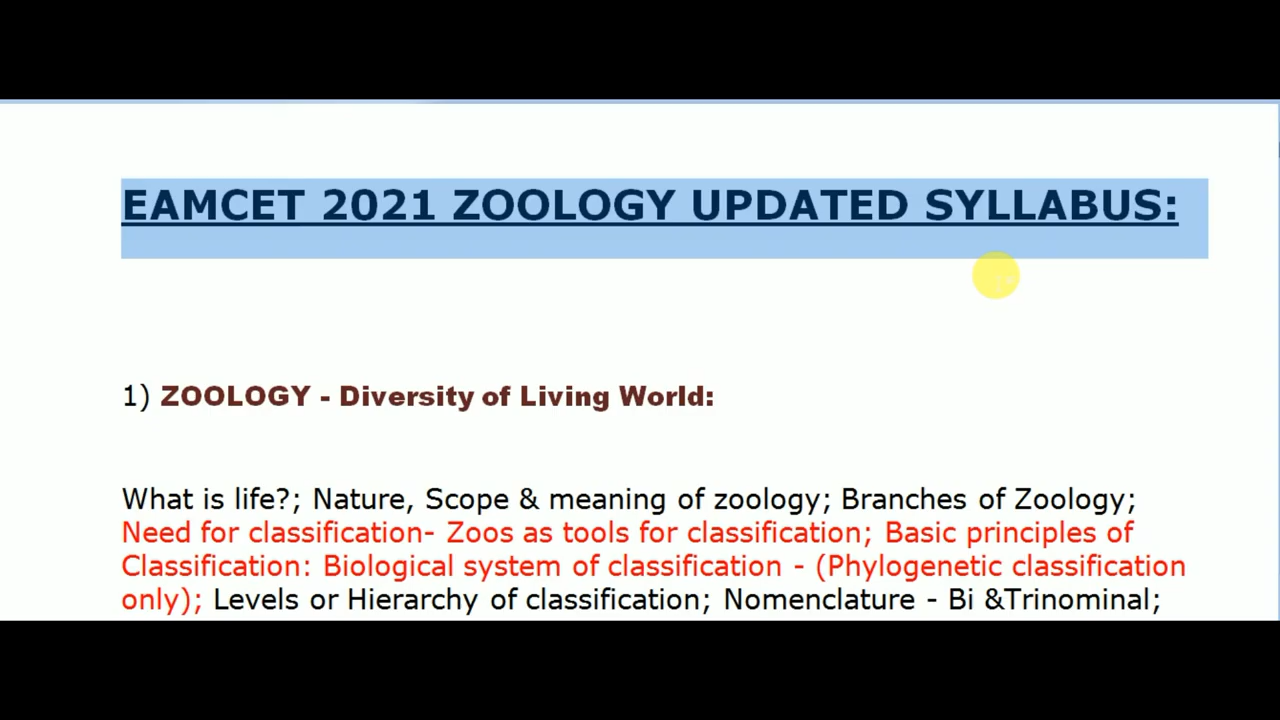 EAMCET 2021 ZOOLOGY UPDATED SYLLABUS:
1) ZOOLOGY - Diversity of Living World:
What is life?; Nature, Scope & meaning of zoology; Branches of Zoology;
Need for classification- Zoos as tools for classification; Basic principles of
Classification: Biological system of classification - (Phylogenetic classification
only); Levels or Hierarchy of classification; Nomenclature - Bi &Trinominal;